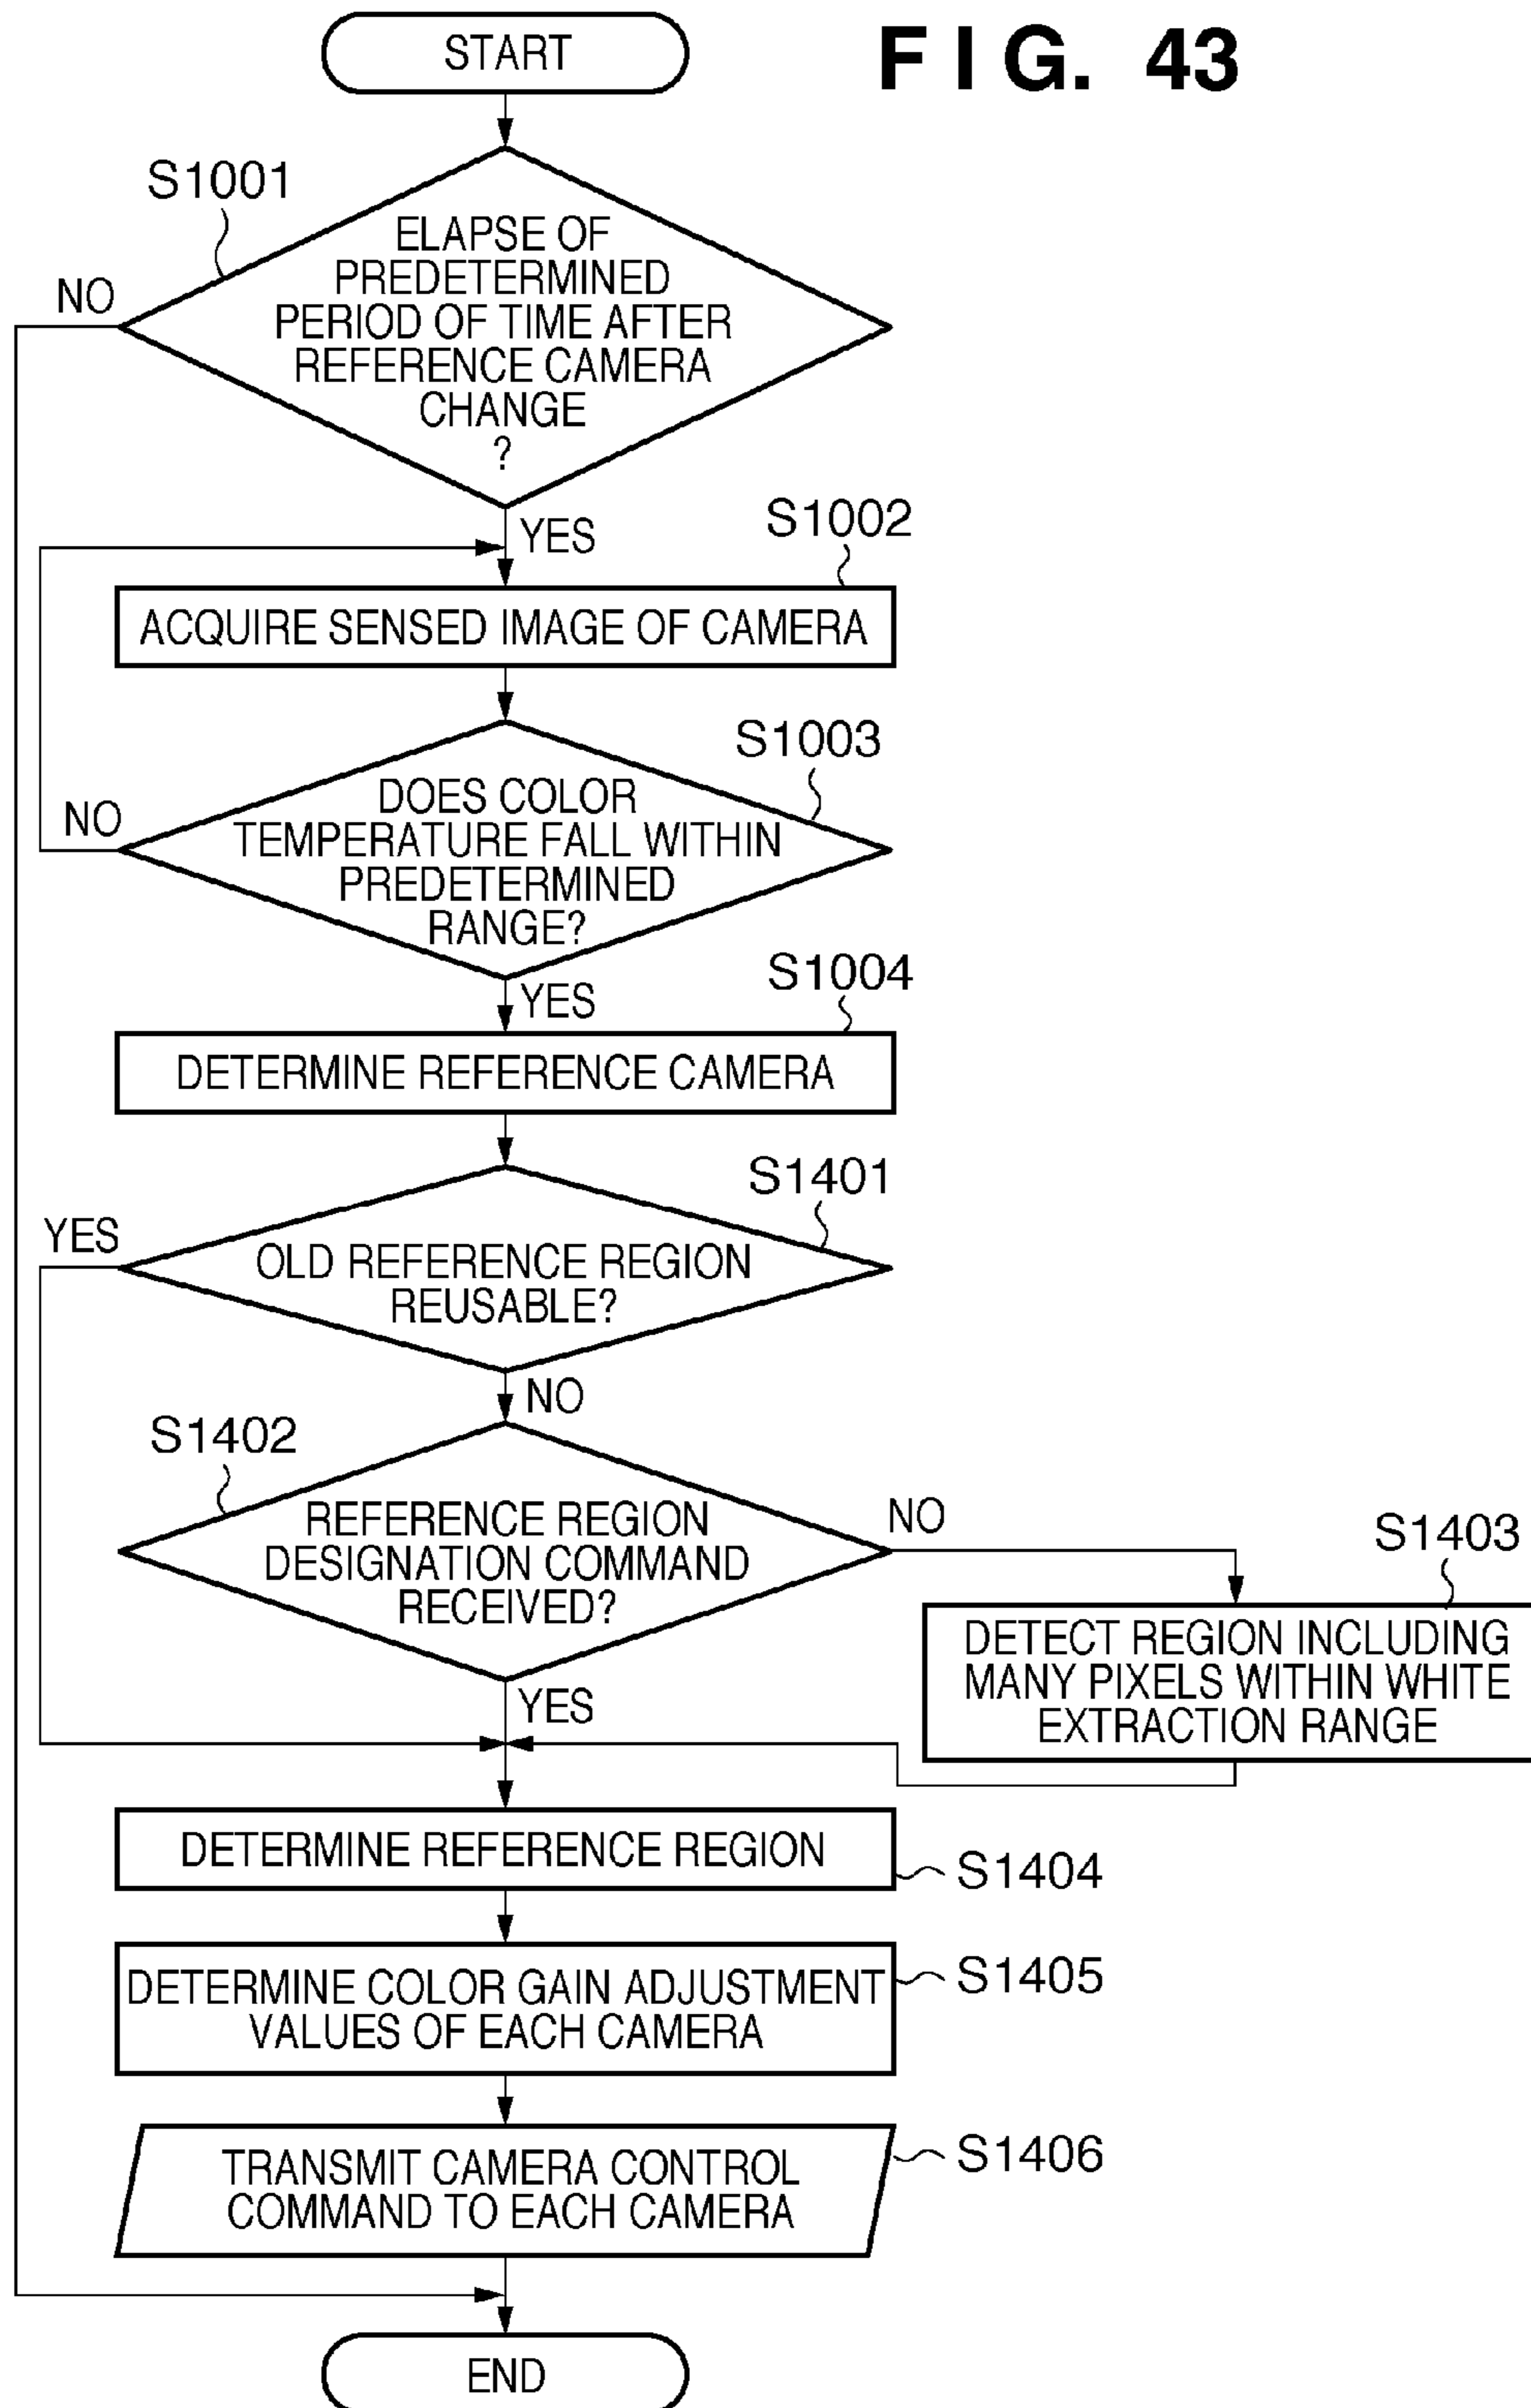 FIG. 43
START
S1001
ELAPSE OF
PREDETERMINED
PERIOD OF TIME AFTER
REFERENCE CAMERA
CHANGE
?
NO
YES
S1002
ACQUIRE SENSED IMAGE OF CAMERA
S1003
DOES COLOR
TEMPERATURE FALL WITHIN
PREDETERMINED
RANGE?
NO
YES
S1004
DETERMINE REFERENCE CAMERA
S1401
YES
OLD REFERENCE REGION
REUSABLE?
NO
S1402
REFERENCE REGION
DESIGNATION COMMAND
RECEIVED?
NO
S1403
DETECT REGION INCLUDING
MANY PIXELS WITHIN WHITE
EXTRACTION RANGE
YES
DETERMINE REFERENCE REGION
S1404
DETERMINE COLOR GAIN ADJUSTMENT
VALUES OF EACH CAMERA
S1405
TRANSMIT CAMERA CONTROL
COMMAND TO EACH CAMERA
S1406
END